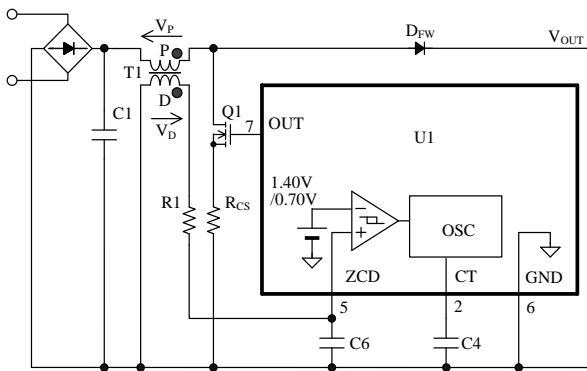 V_P
D_FW
V_OUT
P
T1
D
V_D
C1
Q1
7
OUT
U1
1.40V
/0.70V
R1
R_CS
−
+
OSC
ZCD
CT
GND
5
2
6
C6
C4